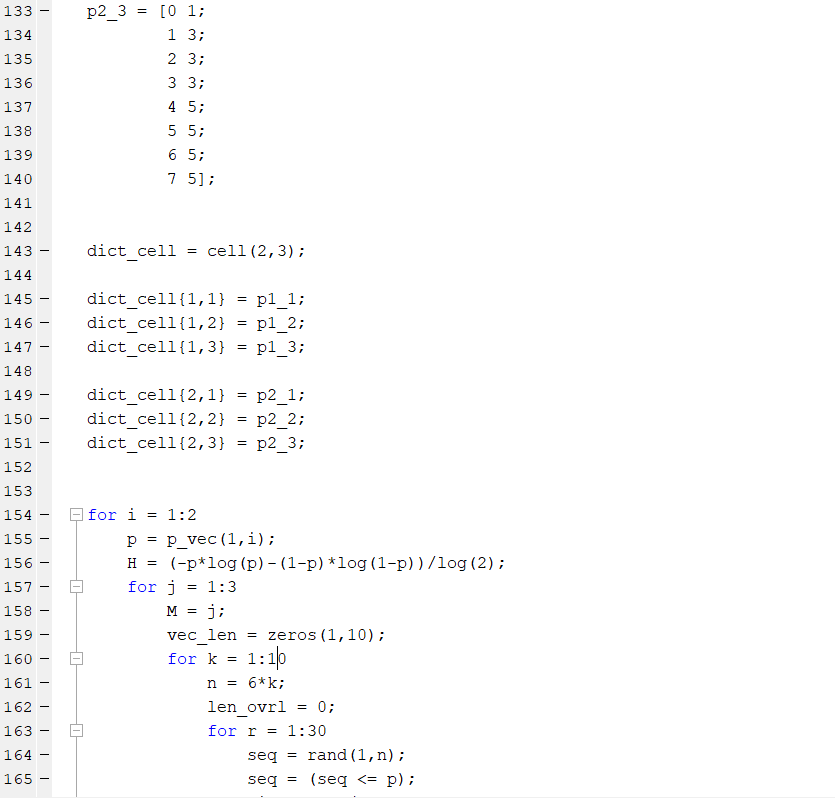 133 - p2_3 = [0 1;
134 1 3;
135 2 3;
136 3 3;
137 4 5;
138 5 5;
139 6 5;
140 7 5];
141
142
143 - dict_cell = cell(2,3);
144
145 - dict_cell{1,1} = p1_1;
146 - dict_cell{1,2} = p1_2;
147 - dict_cell{1,3} = p1_3;
148
149 - dict_cell{2,1} = p2_1;
150 - dict_cell{2,2} = p2_2;
151 - dict_cell{2,3} = p2_3;
152
153
154 - for i = 1:2
155 - p = p_vec(1,i);
156 - H = (-p*log(p)-(1-p)*log(1-p))/log(2);
157 - for j = 1:3
158 - M = j;
159 - vec_len = zeros(1,10);
160 - for k = 1:10
161 - n = 6*k;
162 - len_ovrl = 0;
163 - for r = 1:30
164 - seq = rand(1,n);
165 - seq = (seq <= p);